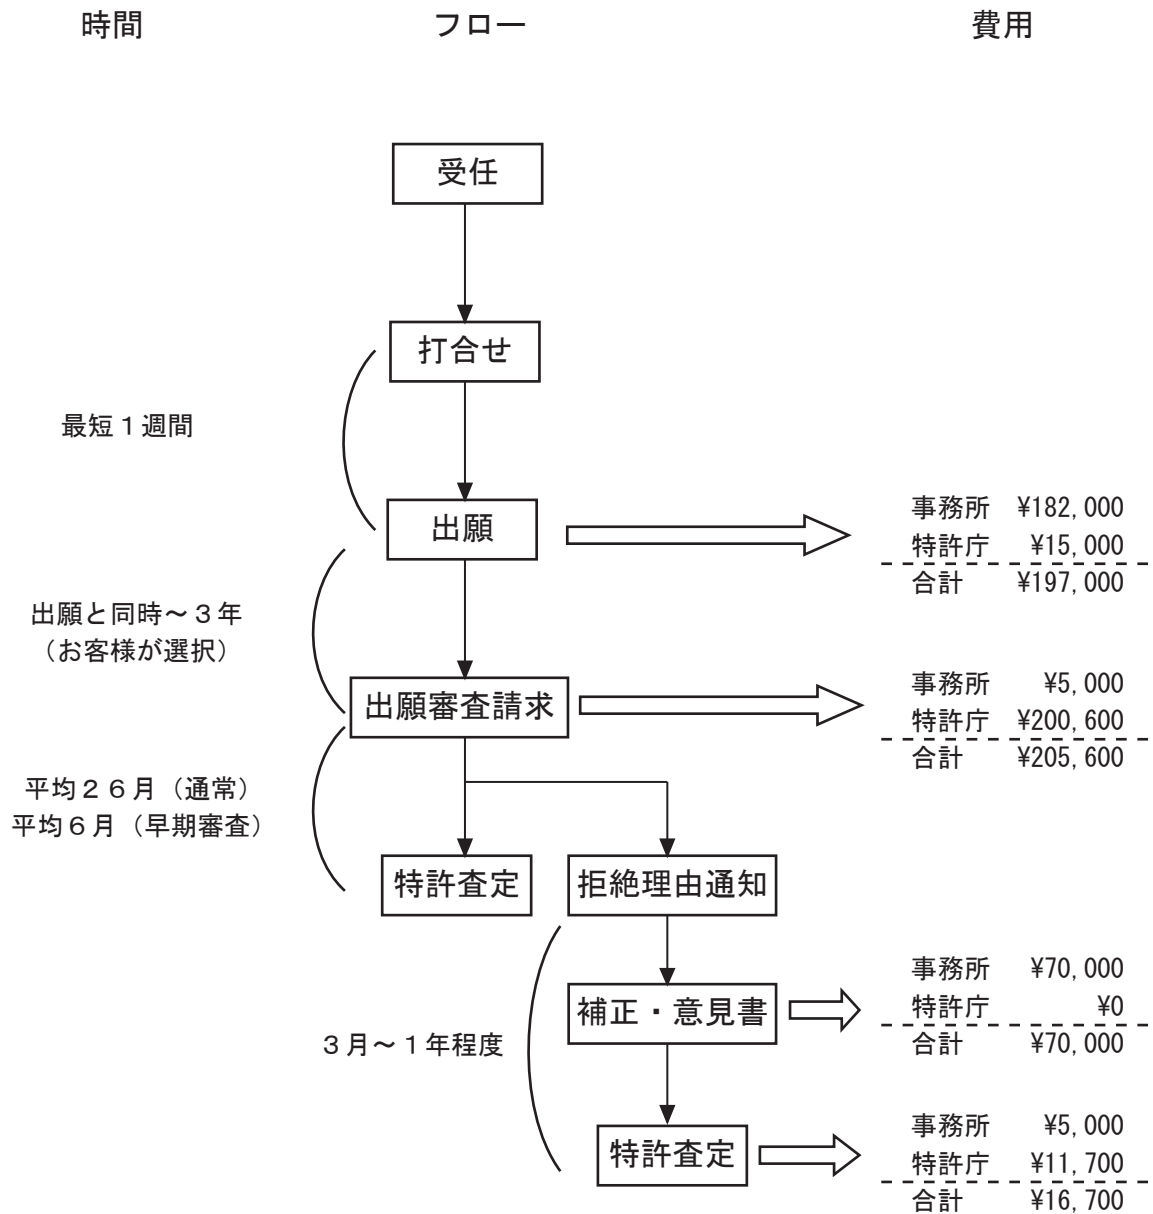 時間 フロー 費用
受任
打合せ
最短１週間
出願
事務所 ¥182,000
特許庁 ¥15,000
合計 ¥197,000
出願と同時～３年
（お客様が選択）
出願審査請求
事務所 ¥5,000
特許庁 ¥200,600
合計 ¥205,600
平均２６月（通常）
平均６月（早期審査）
特許査定 拒絶理由通知
補正・意見書
事務所 ¥70,000
特許庁 ¥0
合計 ¥70,000
３月～１年程度
特許査定
事務所 ¥5,000
特許庁 ¥11,700
合計 ¥16,700